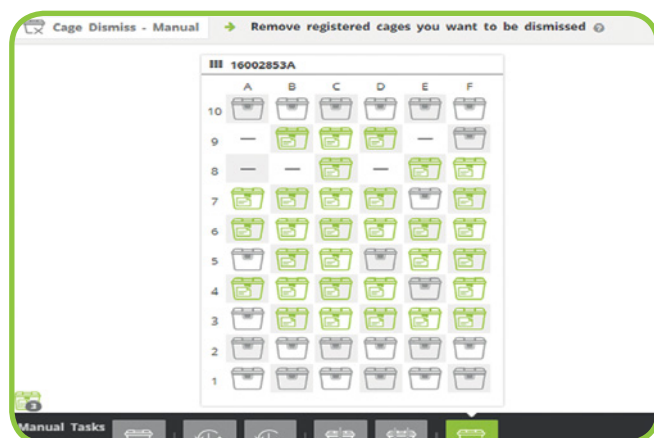 Cage Dismiss - Manual → Remove registered cages you want to be dismissed ?
16002853A
A B C D E F
10
9 — —
8 — — —
7
6
5
4
3
2
1
3
Manual Tasks